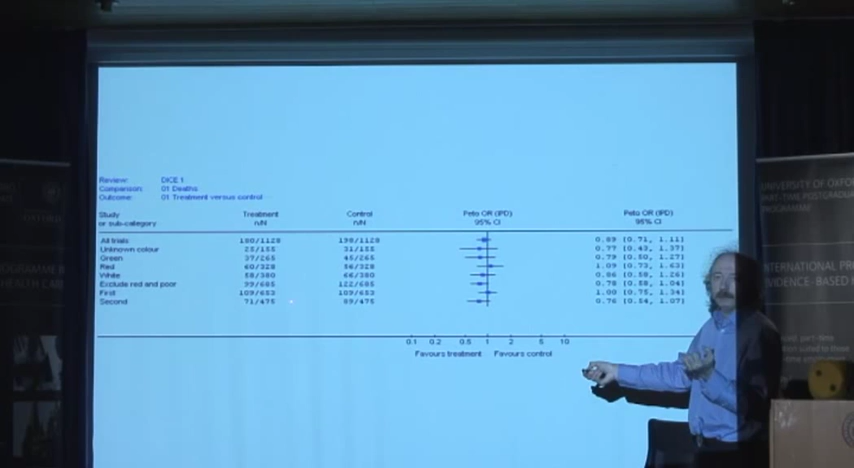 Review: DICE 1
Comparison: 01 Deaths
Outcome: 01 Treatment versus control
Study or sub-category Treatment n/N Control n/N Peto OR (IPD) 95% CI Peto OR (IPD) 95% CI
All trials 180/1128 198/1128 0.89 [0.71, 1.11]
Unknown colour 25/155 31/155 0.77 [0.43, 1.37]
Green 37/265 45/265 0.79 [0.50, 1.27]
Red 60/328 56/328 1.09 [0.73, 1.63]
White 58/380 66/380 0.86 [0.58, 1.26]
Exclude red and poor 99/685 122/685 0.78 [0.58, 1.04]
First 109/653 109/653 1.00 [0.75, 1.34]
Second 71/475 89/475 0.76 [0.54, 1.07]
0.1 0.2 0.5 1 2 5 10
Favours treatment Favours control
UNIVERSITY OF OXFO
PART-TIME POSTGRADUA
PROGRAMME
INTERNATIONAL P
EVIDENCE-BASED
OGRAMME
HEALTH CAR